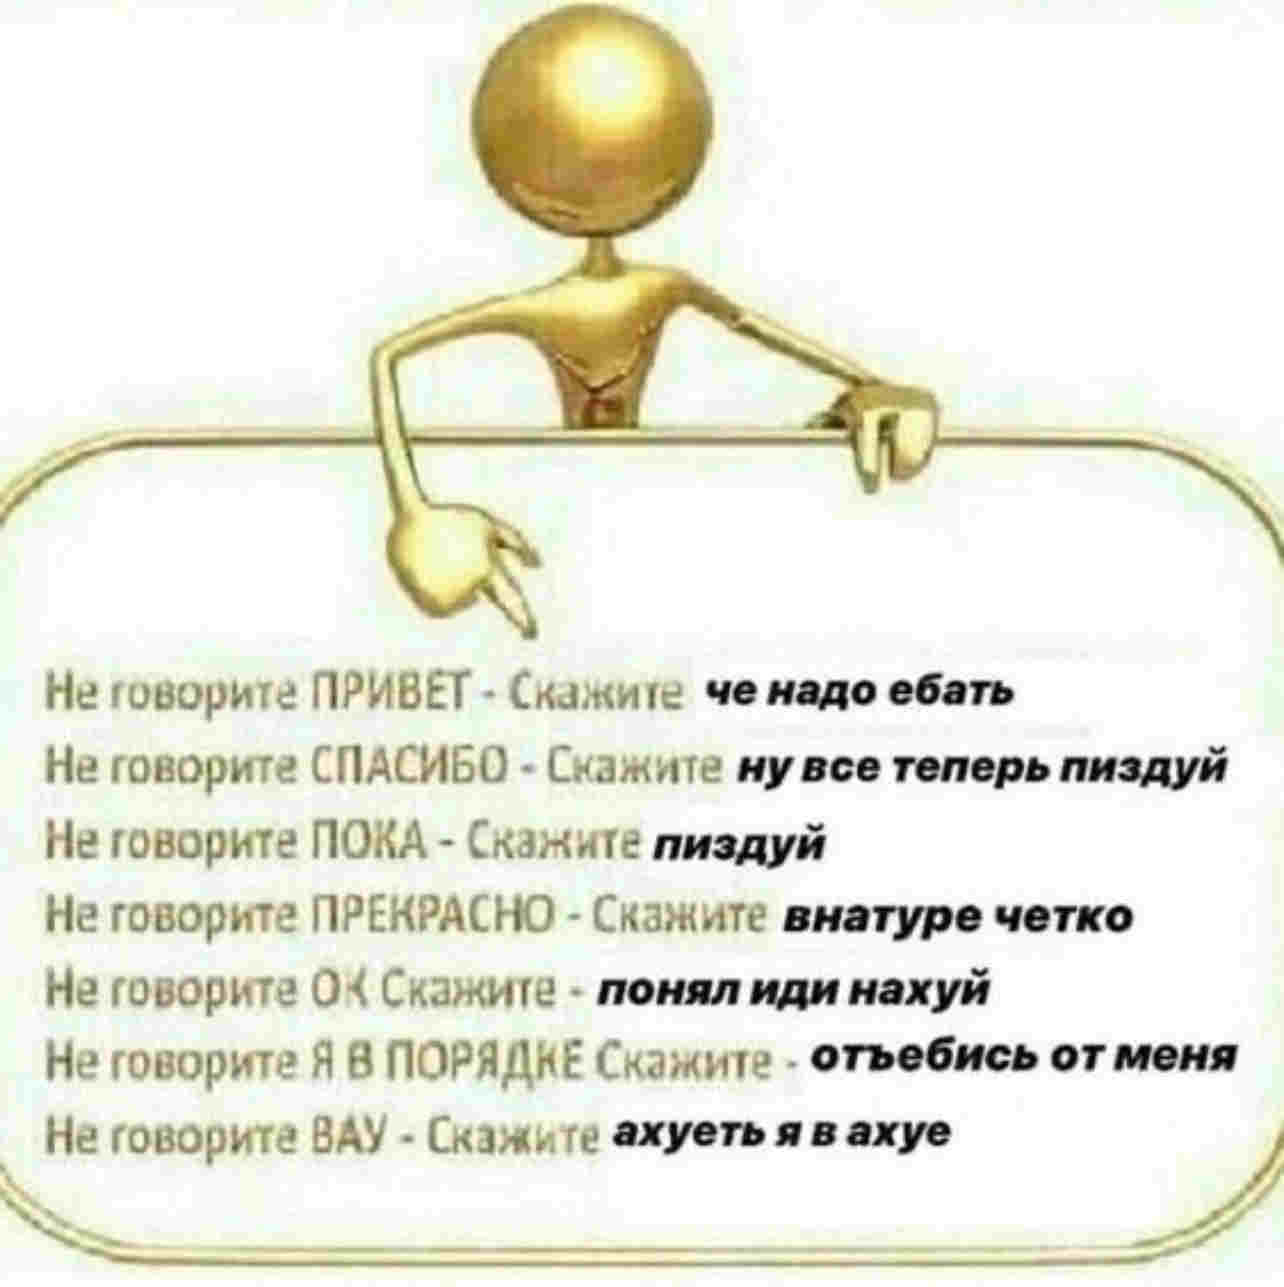 Не говорите ПРИВЕТ - Скажите че надо ебать
Не говорите СПАСИБО - Скажите ну все теперь пиздуй
Не говорите ПОКА - Скажите пиздуй
Не говорите ПРЕКРАСНО - Скажите внатуре четко
Не говорите ОК Скажите - понял иди нахуй
Не говорите Я В ПОРЯДКЕ Скажите - отъебись от меня
Не говорите ВАУ - Скажите ахуеть я в ахуе